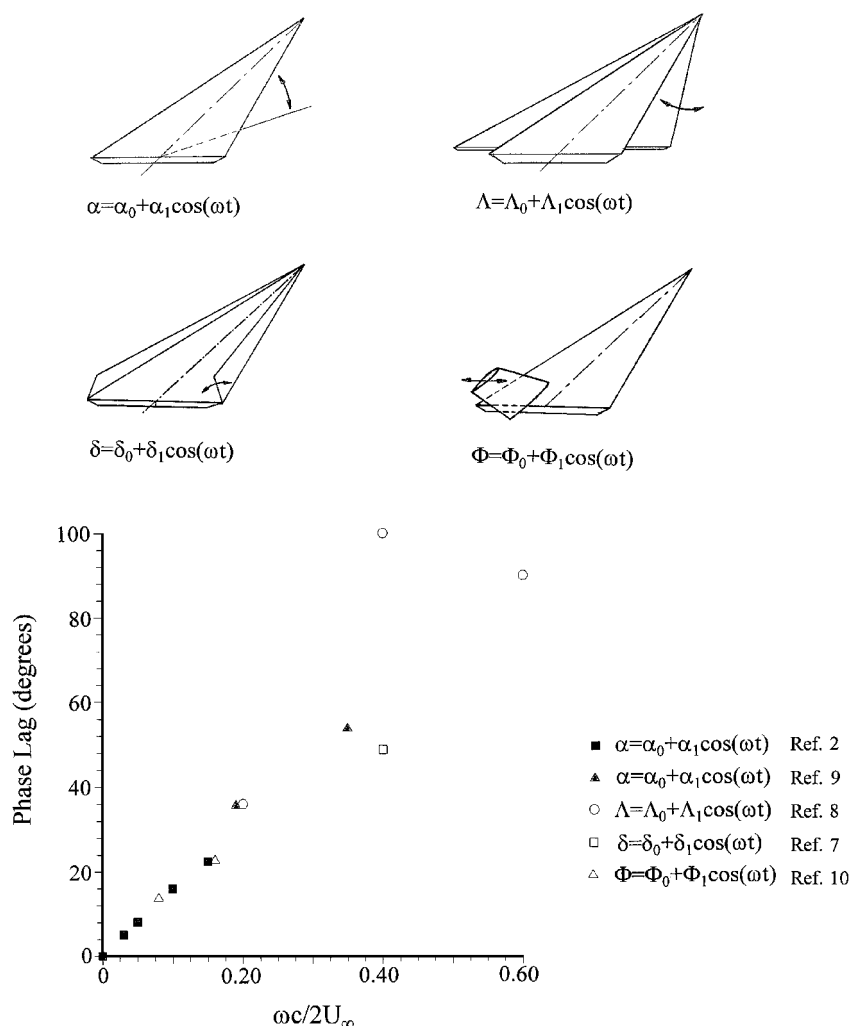 α=α₀+α₁cos(ωt)
Λ=Λ₀+Λ₁cos(ωt)
δ=δ₀+δ₁cos(ωt)
Φ=Φ₀+Φ₁cos(ωt)
100
80
60
40
20
0
Phase Lag (degrees)
0 0.20 0.40 0.60
ωc/2U∞
α=α₀+α₁cos(ωt) Ref. 2
α=α₀+α₁cos(ωt) Ref. 9
Λ=Λ₀+Λ₁cos(ωt) Ref. 8
δ=δ₀+δ₁cos(ωt) Ref. 7
Φ=Φ₀+Φ₁cos(ωt) Ref. 10